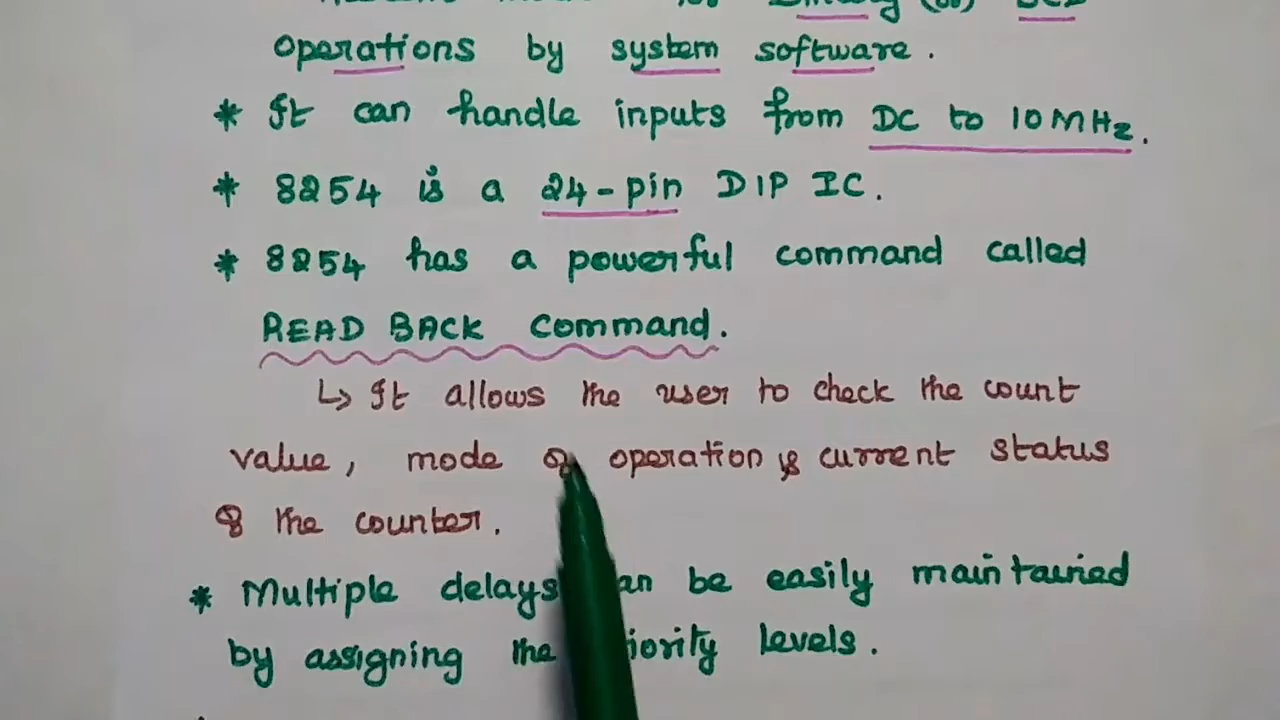 operations by system software.
* It can handle inputs from DC to 10MHz.
* 8254 is a 24-pin DIP IC.
* 8254 has a powerful command called
READ BACK command.
↳ It allows the user to check the count
value, mode of operation & current status
of the counter.
* Multiple delays can be easily maintained
by assigning the priority levels.